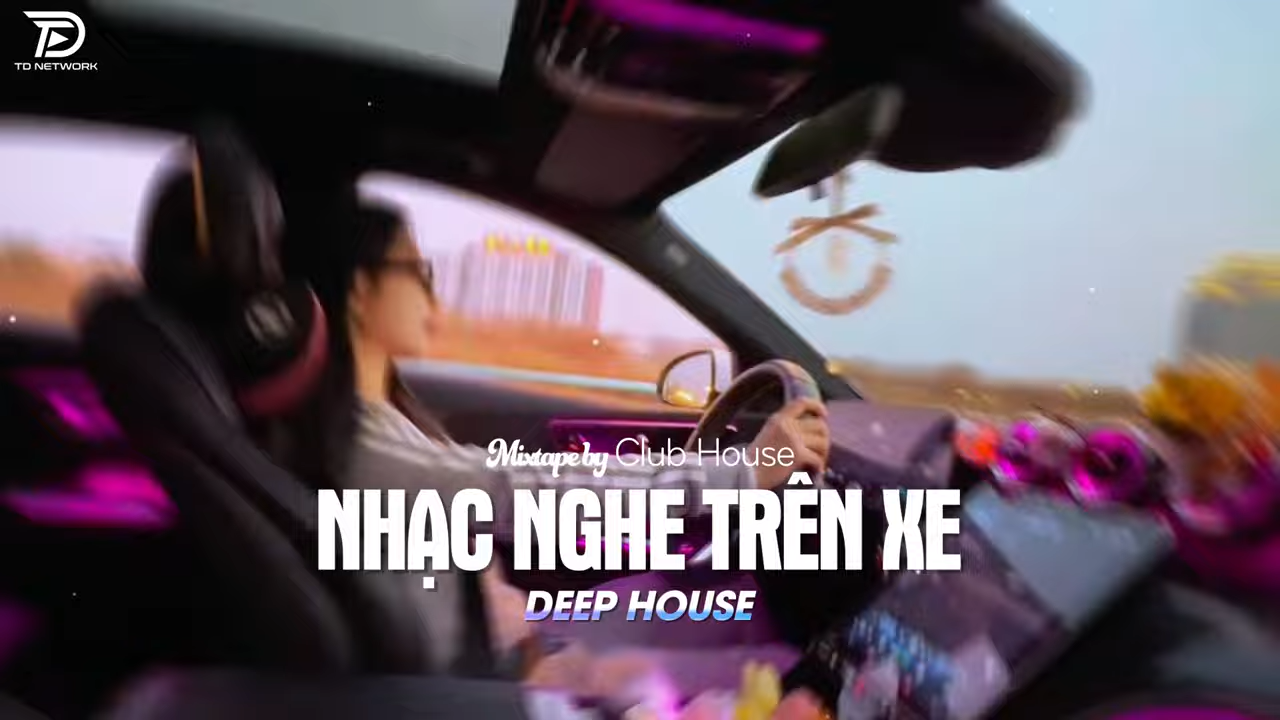 TD NETWORK
Mixtape by Club House
NHẠC NGHE TRÊN XE
DEEP HOUSE